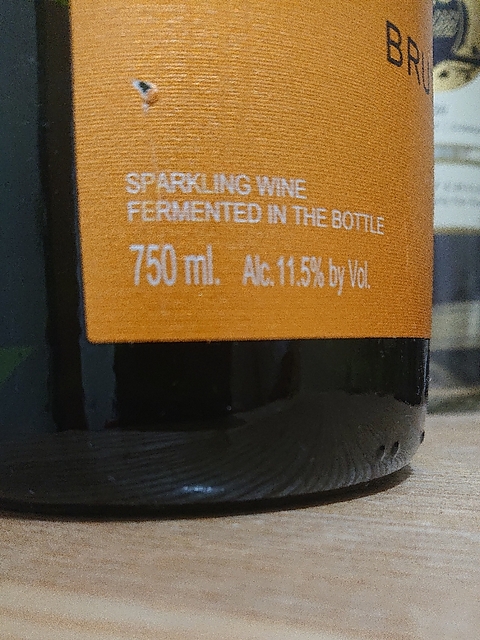 BRU
SPARKLING WINE
FERMENTED IN THE BOTTLE
750 ml. Alc. 11.5% by Vol.